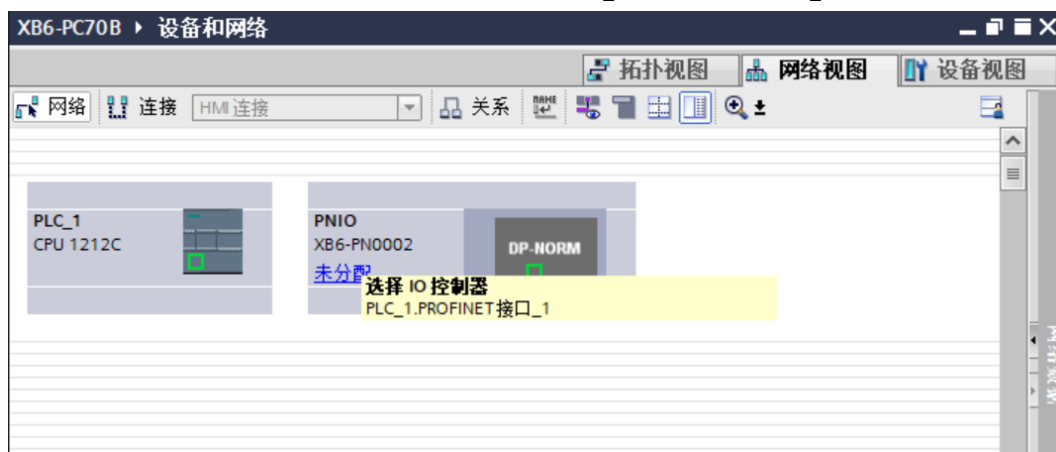 XB6-PC70B ▸ 设备和网络
拓扑视图 网络视图 设备视图
网络 连接 HMI 连接 关系
PLC_1
CPU 1212C
PNIO
XB6-PN0002
未分配
DP-NORM
选择 IO 控制器
PLC_1.PROFINET接口_1